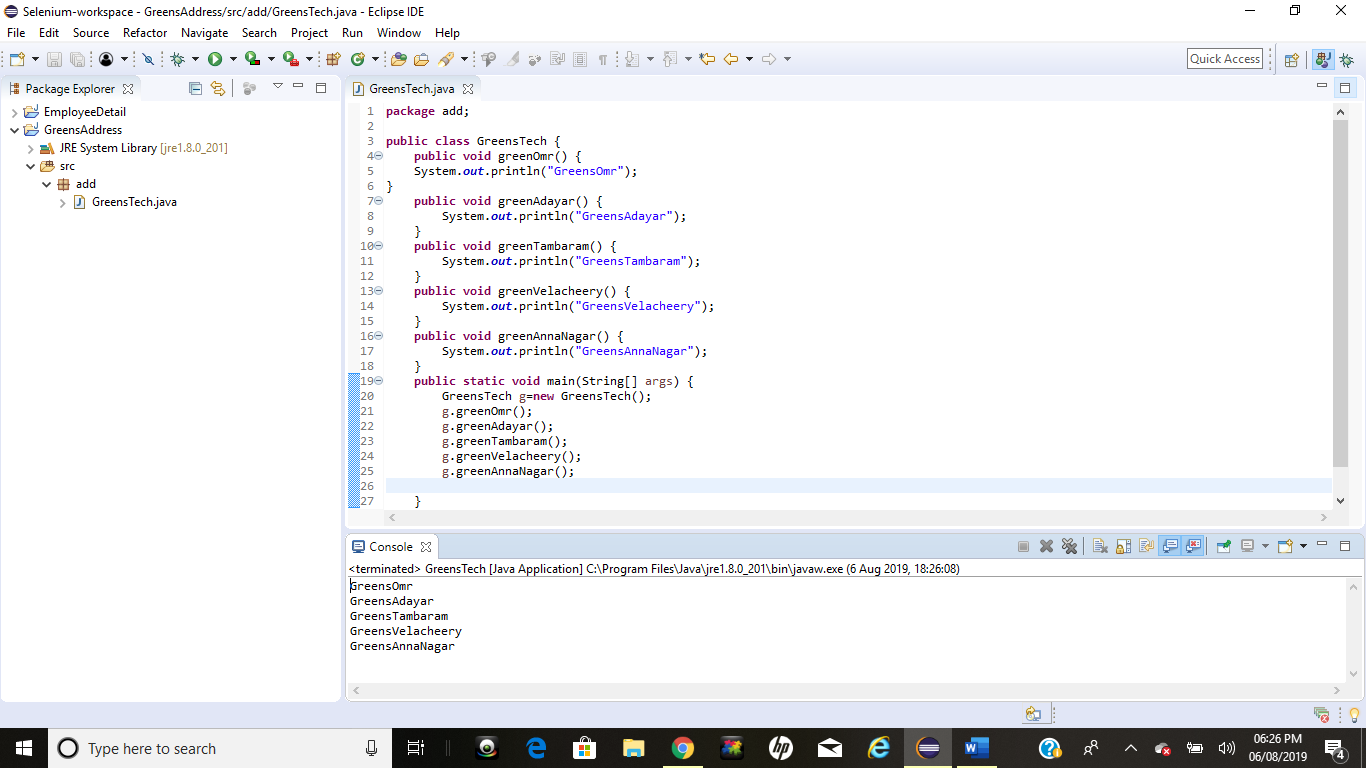 Selenium-workspace - GreensAddress/src/add/GreensTech.java - Eclipse IDE
File Edit Source Refactor Navigate Search Project Run Window Help
Quick Access
Package Explorer
EmployeeDetail
GreensAddress
JRE System Library [jre1.8.0_201]
src
add
GreensTech.java
GreensTech.java
1 package add;
2
3 public class GreensTech {
4 public void greenOmr() {
5 System.out.println("GreensOmr");
6 }
7 public void greenAdayar() {
8 System.out.println("GreensAdayar");
9 }
10 public void greenTambaram() {
11 System.out.println("GreensTambaram");
12 }
13 public void greenVelacheery() {
14 System.out.println("GreensVelacheery");
15 }
16 public void greenAnnaNagar() {
17 System.out.println("GreensAnnaNagar");
18 }
19 public static void main(String[] args) {
20 GreensTech g=new GreensTech();
21 g.greenOmr();
22 g.greenAdayar();
23 g.greenTambaram();
24 g.greenVelacheery();
25 g.greenAnnaNagar();
26
27 }
Console
<terminated> GreensTech [Java Application] C:\Program Files\Java\jre1.8.0_201\bin\javaw.exe (6 Aug 2019, 18:26:08)
GreensOmr
GreensAdayar
GreensTambaram
GreensVelacheery
GreensAnnaNagar
Type here to search
06:26 PM
06/08/2019
4